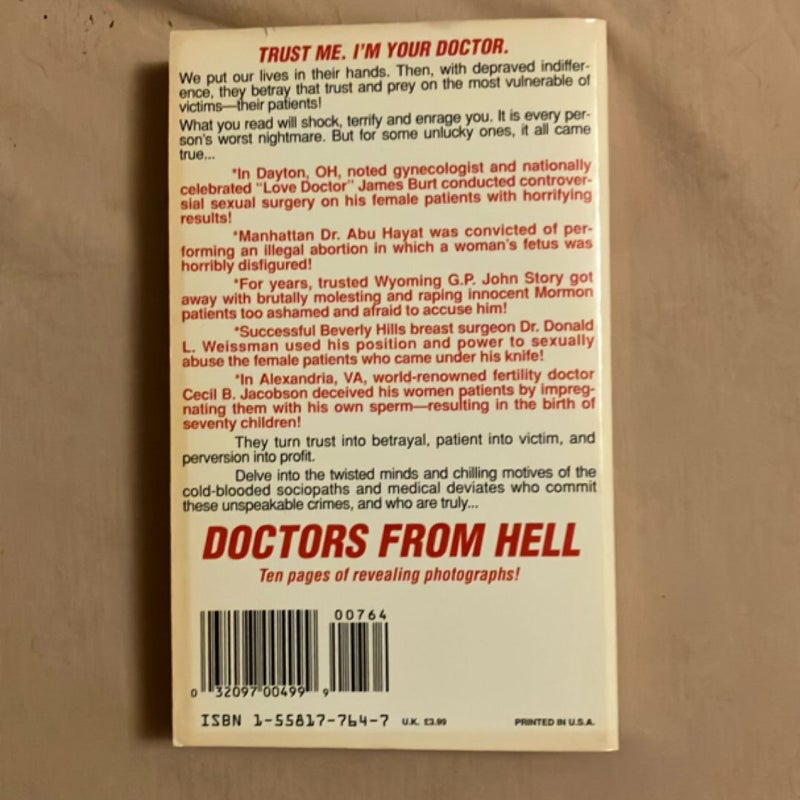 TRUST ME. I'M YOUR DOCTOR.
We put our lives in their hands. Then, with depraved indiffer-
ence, they betray that trust and prey on the most vulnerable of
victims—their patients!
What you read will shock, terrify and enrage you. It is every per-
son's worst nightmare. But for some unlucky ones, it all came
true...
*In Dayton, OH, noted gynecologist and nationally
celebrated "Love Doctor" James Burt conducted controver-
sial sexual surgery on his female patients with horrifying
results!
*Manhattan Dr. Abu Hayat was convicted of per-
forming an illegal abortion in which a woman's fetus was
horribly disfigured!
*For years, trusted Wyoming G.P. John Story got
away with brutally molesting and raping innocent Mormon
patients too ashamed and afraid to accuse him!
*Successful Beverly Hills breast surgeon Dr. Donald
L. Weissman used his position and power to sexually
abuse the female patients who came under his knife!
*In Alexandria, VA, world-renowned fertility doctor
Cecil B. Jacobson deceived his women patients by impreg-
nating them with his own sperm—resulting in the birth of
seventy children!
They turn trust into betrayal, patient into victim, and
perversion into profit.
Delve into the twisted minds and chilling motives of the
cold-blooded sociopaths and medical deviates who commit
these unspeakable crimes, and who are truly...
DOCTORS FROM HELL
Ten pages of revealing photographs!
00764
0 32097 00499 9
ISBN 1-55817-764-7 U.K. £3.99 PRINTED IN U.S.A.